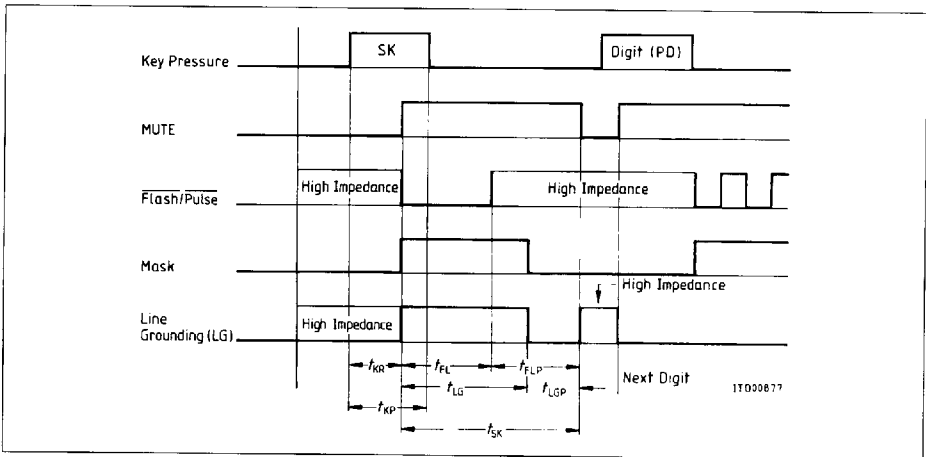 SK
Digit (PD)
Key Pressure
MUTE
High Impedance
High Impedance
Flash/Pulse
Mask
High Impedance
Line
Grounding (LG)
High Impedance
tKR
tFL
tFLP
Next Digit
tLG
tLGP
tKP
tSK
ITD00877